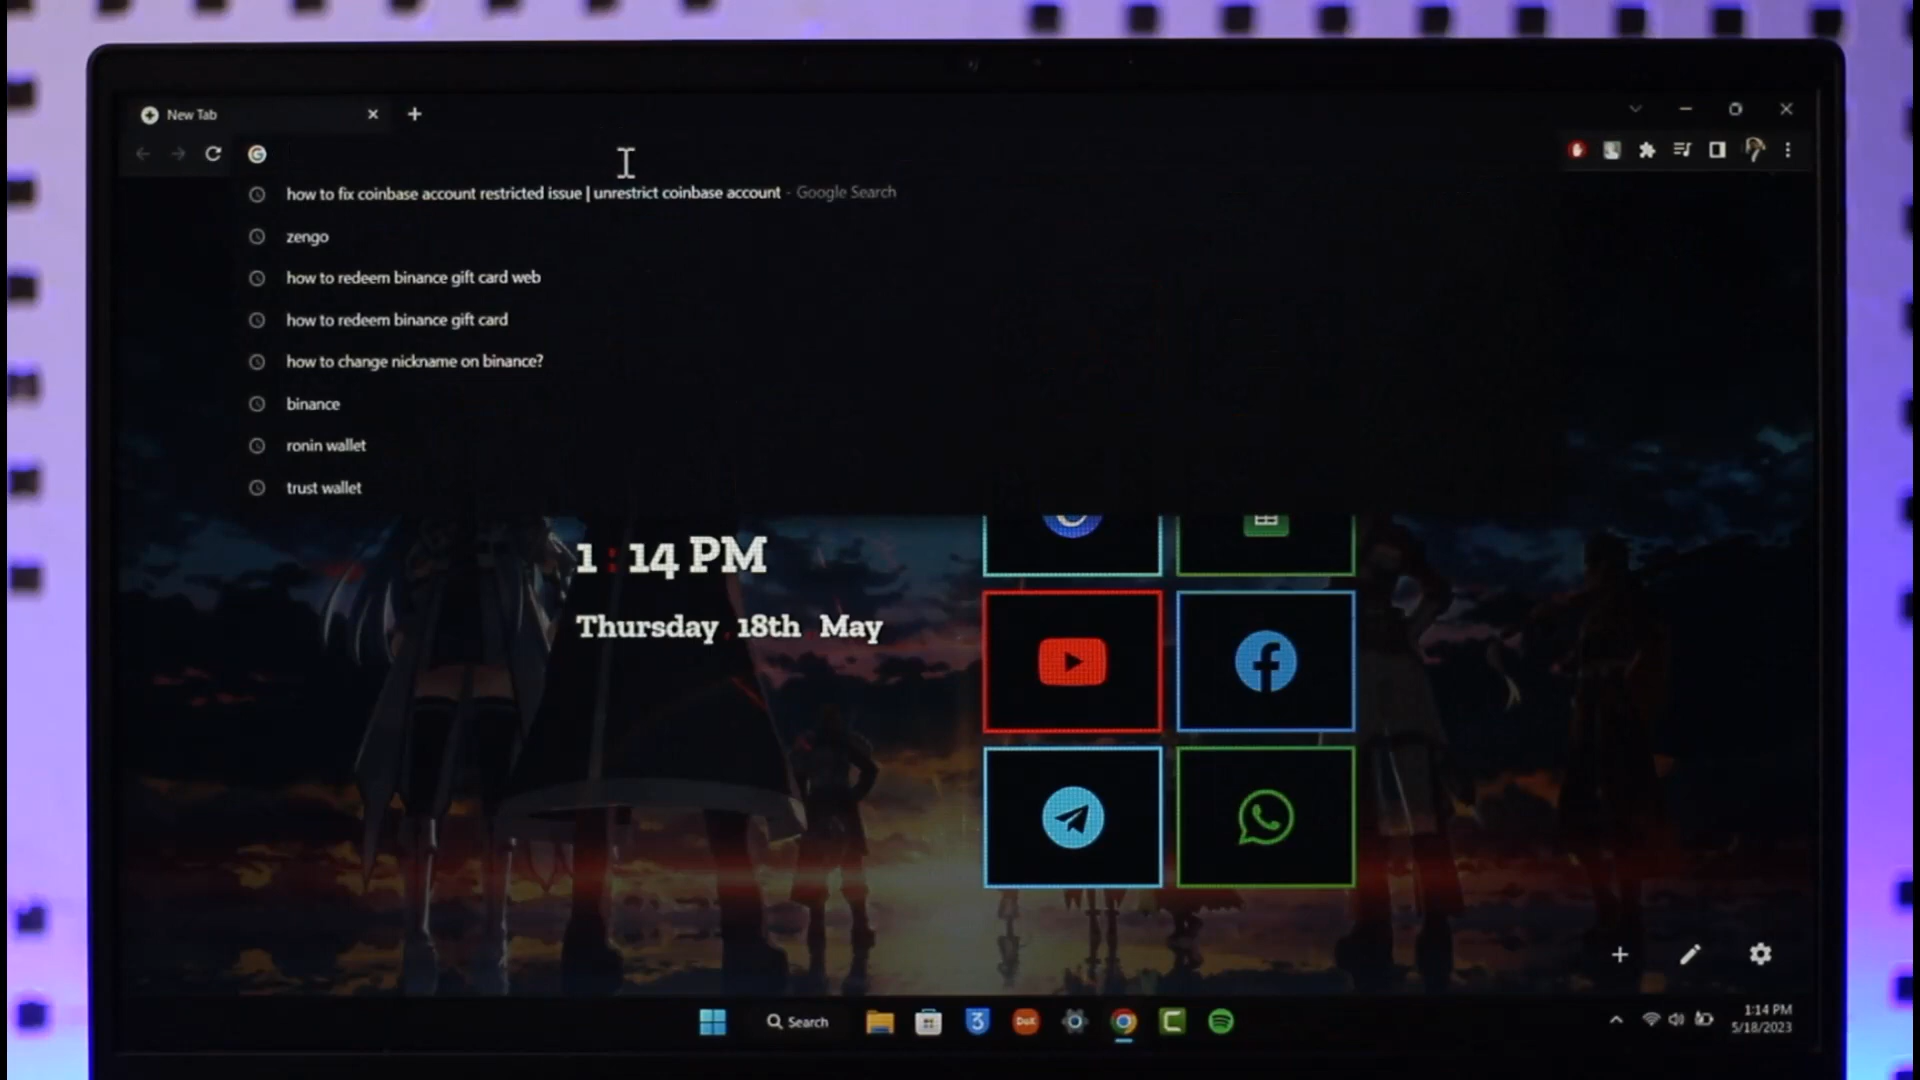 New Tab
how to fix coinbase account restricted issue | unrestrict coinbase account - Google Search
zengo
how to redeem binance gift card web
how to redeem binance gift card
how to change nickname on binance?
binance
ronin wallet
trust wallet
1:14 PM
Thursday 18th May
Search
3
DoX
1:14 PM
5/18/2023